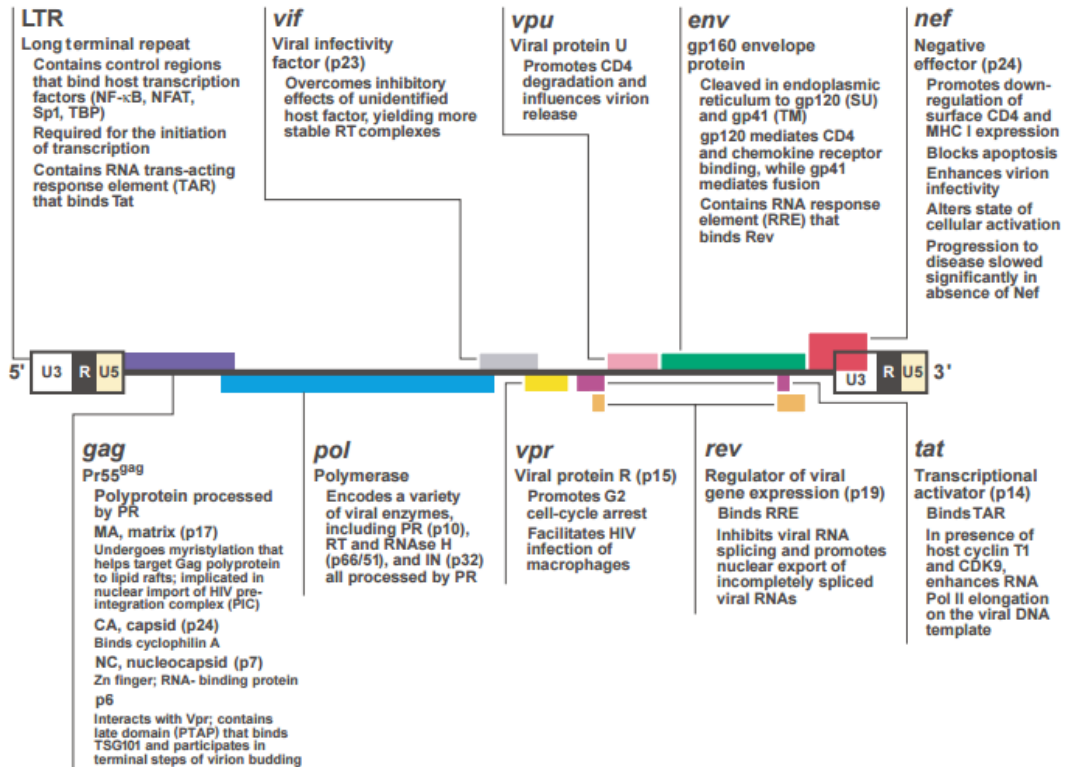 LTR
Long terminal repeat
Contains control regions
that bind host transcription
factors (NF-κB, NFAT,
Sp1, TBP)
Required for the initiation
of transcription
Contains RNA trans-acting
response element (TAR)
that binds Tat
vif
Viral infectivity
factor (p23)
Overcomes inhibitory
effects of unidentified
host factor, yielding more
stable RT complexes
vpu
Viral protein U
Promotes CD4
degradation and
influences virion
release
env
gp160 envelope
protein
Cleaved in endoplasmic
reticulum to gp120 (SU)
and gp41 (TM)
gp120 mediates CD4
and chemokine receptor
binding, while gp41
mediates fusion
Contains RNA response
element (RRE) that
binds Rev
nef
Negative
effector (p24)
Promotes down-
regulation of
surface CD4 and
MHC I expression
Blocks apoptosis
Enhances virion
infectivity
Alters state of
cellular activation
Progression to
disease slowed
significantly in
absence of Nef
5' U3 R U5 U3 R U5 3'
gag
Pr55gag
Polyprotein processed
by PR
MA, matrix (p17)
Undergoes myristylation that
helps target Gag polyprotein
to lipid rafts; implicated in
nuclear import of HIV pre-
integration complex (PIC)
CA, capsid (p24)
Binds cyclophilin A
NC, nucleocapsid (p7)
Zn finger; RNA- binding protein
p6
Interacts with Vpr; contains
late domain (PTAP) that binds
TSG101 and participates in
terminal steps of virion budding
pol
Polymerase
Encodes a variety
of viral enzymes,
including PR (p10),
RT and RNAse H
(p66/51), and IN (p32)
all processed by PR
vpr
Viral protein R (p15)
Promotes G2
cell-cycle arrest
Facilitates HIV
infection of
macrophages
rev
Regulator of viral
gene expression (p19)
Binds RRE
Inhibits viral RNA
splicing and promotes
nuclear export of
incompletely spliced
viral RNAs
tat
Transcriptional
activator (p14)
Binds TAR
In presence of
host cyclin T1
and CDK9,
enhances RNA
Pol II elongation
on the viral DNA
template